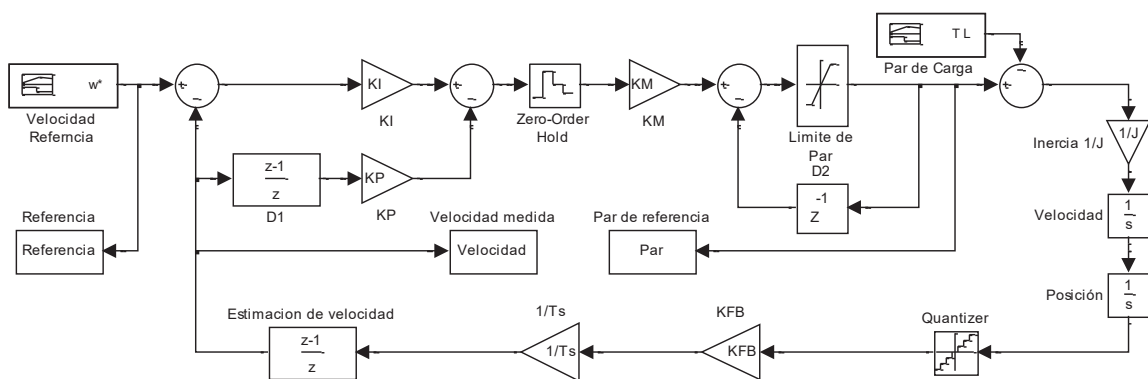 w*
Velocidad
Referncia
+
−
KI
KI
+
−
Zero-Order
Hold
KM
KM
+
−
Limite de
Par
T L
Par de Carga
−
+
Inercia 1/J
1/J
z-1
z
D1
KP
KP
D2
-1
Z
Velocidad
1
s
Referencia
Referencia
Velocidad medida
Velocidad
Par de referencia
Par
Posición
1
s
Estimacion de velocidad
z-1
z
1/Ts
1/Ts
KFB
KFB
Quantizer